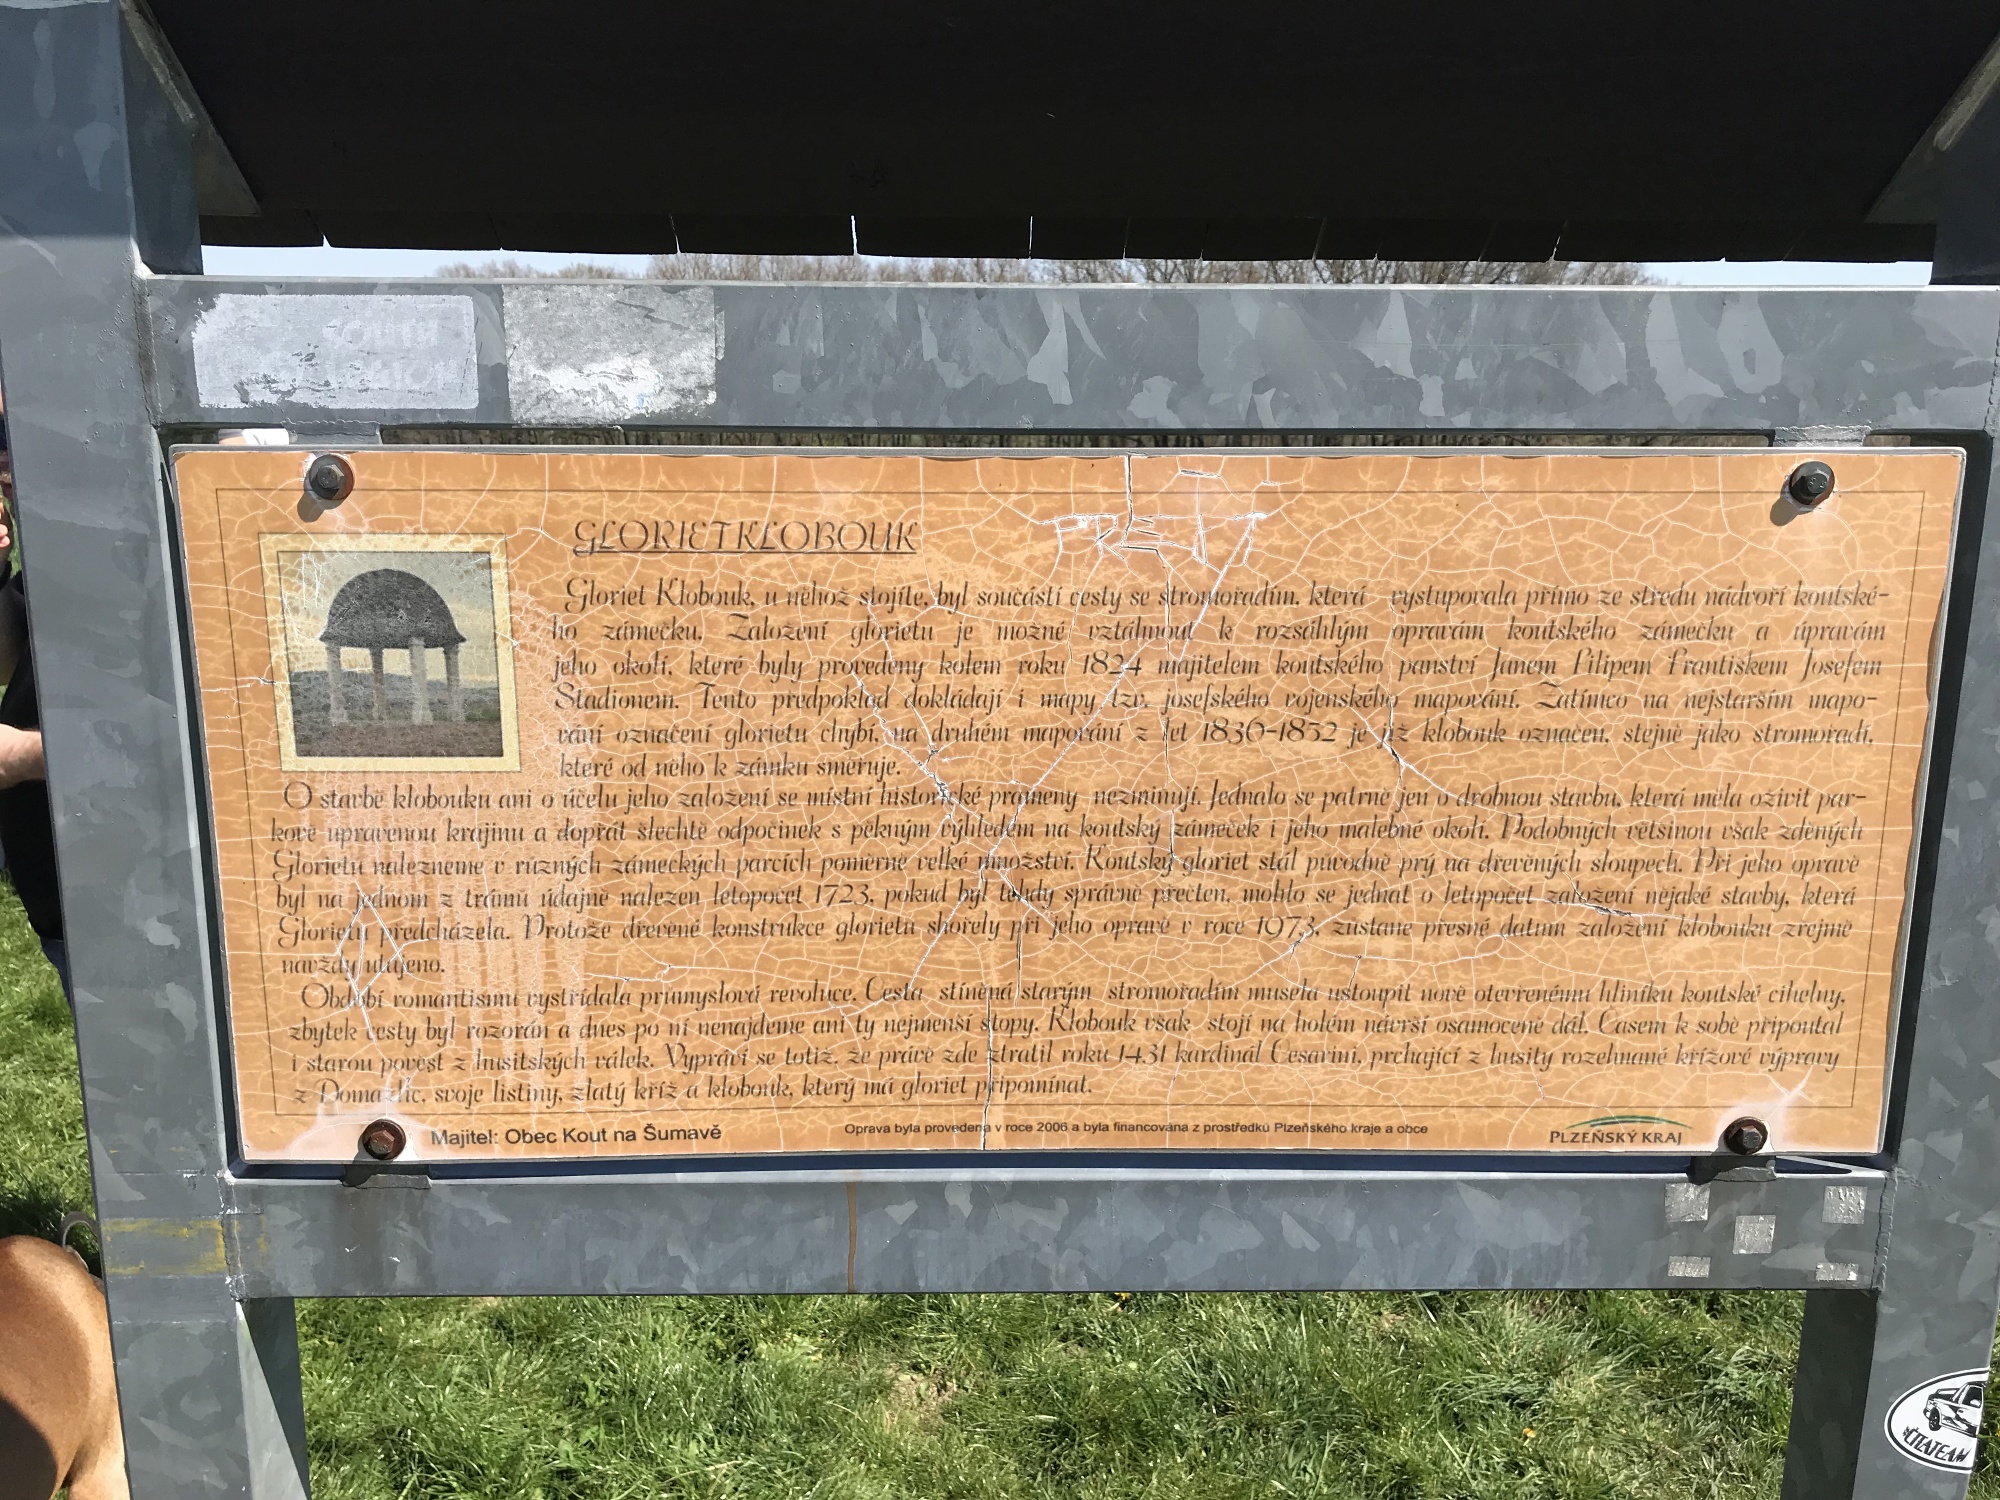 GLORIET KLOBOUK
Gloriet Klobouk, u něhož stojíte, byl součástí cesty se stromořadím, která vystupovala přímo ze středu nádvoří koutské-
ho zámečku. Založení glorietu je možné vztáhnout k rozsáhlým opravám koutského zámečku a úpravám
jeho okolí, které byly provedeny kolem roku 1824 majitelem koutského panství Janem Filipem Františkem Josefem
Stadionem. Tento předpoklad dokládají i mapy tzv. josefského vojenského mapování. Zatímco na nejstarším mapo-
vání označení glorietu chybí, na druhém mapování z let 1836-1852 je již klobouk označen, stejně jako stromořadí,
které od něho k zámku směřuje.
O stavbě klobouku ani o účelu jeho založení se místní historické prameny nezmiňují. Jednalo se patrně jen o drobnou stavbu, která měla oživit par-
kově upravenou krajinu a dopřát šlechtě odpočinek s pěkným výhledem na koutský zámeček i jeho malebné okolí. Podobných většinou však zděných
Glorietů nalezneme v různých zámeckých parcích poměrně velké množství. Koutský gloriet stál původně prý na dřevěných sloupech. Při jeho opravě
byl na jednom z trámů údajně nalezen letopočet 1723, pokud byl tehdy správně přečten, mohlo se jednat o letopočet založení nějaké stavby, která
Glorietu předcházela. Protože dřevěné konstrukce glorietu shořely při jeho opravě v roce 1973, zůstane přesné datum založení klobouku zřejmě
navždy utajeno.
Období romantismu vystřídala průmyslová revoluce. Cesta stíněná starým stromořadím musela ustoupit nově otevřenému hliníku koutské cihelny,
zbytek cesty byl rozorán a dnes po ní nenajdeme ani ty nejmenší stopy. Klobouk však stojí na holém návrší osamoceně dál. Časem k sobě připoutal
i starou pověst z husitských válek. Vypráví se totiž, že právě zde ztratil roku 1431 kardinál Cesarini, prchající z husity rozehnané křížové výpravy
z Domažlic, svoje listiny, zlatý kříž a klobouk, který má gloriet připomínat.
Majitel: Obec Kout na Šumavě
Oprava byla provedena v roce 2006 a byla financována z prostředků Plzeňského kraje a obce
PLZEŇSKÝ KRAJ